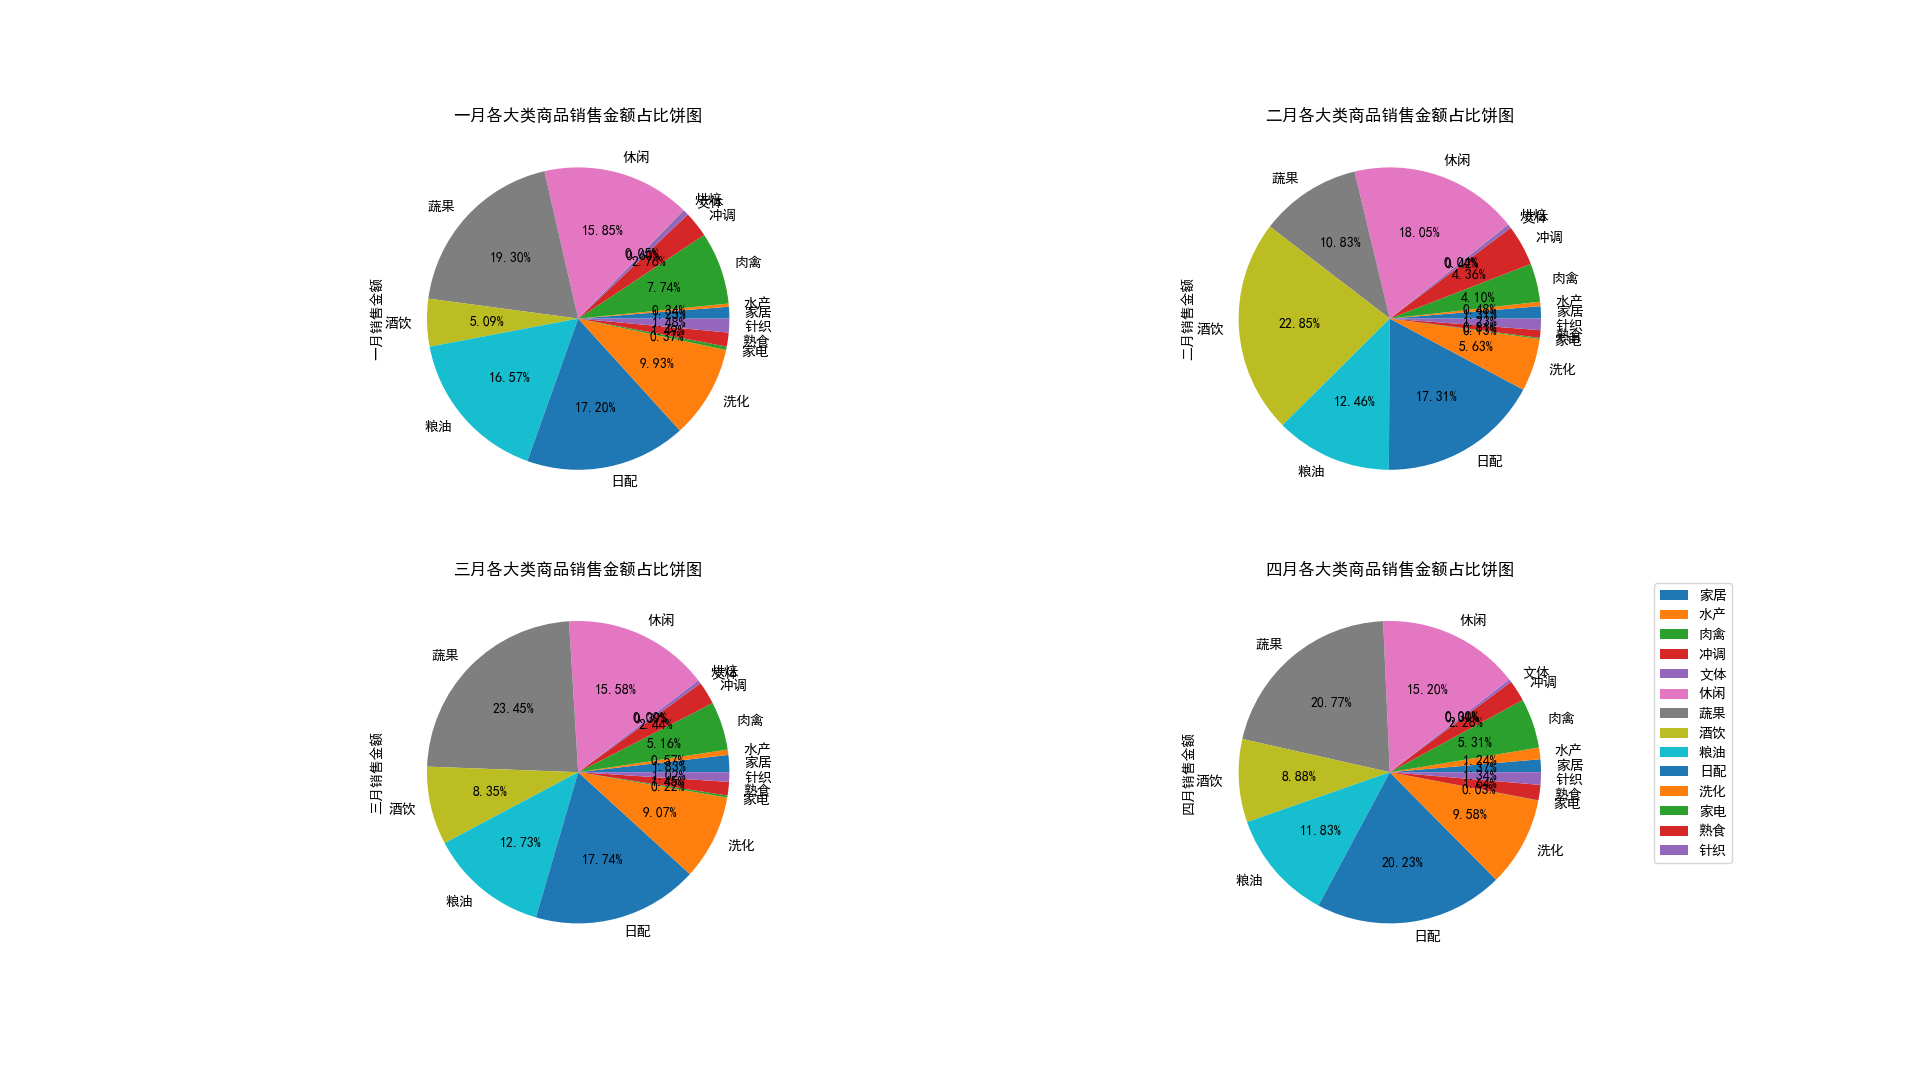 一月各大类商品销售金额占比饼图
休闲
蔬果
冲调
肉禽
水产
家居
针织
熟食
家电
洗化
日配
粮油
酒饮
一月销售金额
15.85%
19.30%
7.74%
5.09%
16.57%
17.20%
9.93%
0.37%
2.78%
二月各大类商品销售金额占比饼图
休闲
蔬果
冲调
肉禽
水产
家居
针织
家电
洗化
日配
粮油
酒饮
二月销售金额
18.05%
10.83%
4.36%
4.10%
22.85%
12.46%
17.31%
5.63%
三月各大类商品销售金额占比饼图
休闲
蔬果
冲调
肉禽
水产
家居
针织
熟食
家电
洗化
日配
粮油
酒饮
三月销售金额
15.58%
23.45%
2.44%
5.16%
0.57%
8.35%
12.73%
17.74%
9.07%
0.22%
四月各大类商品销售金额占比饼图
休闲
蔬果
文体
冲调
肉禽
水产
家居
针织
熟食
家电
洗化
日配
粮油
酒饮
四月销售金额
15.20%
20.77%
5.31%
1.24%
8.88%
11.83%
20.23%
9.58%
0.03%
家居
水产
肉禽
冲调
文体
休闲
蔬果
酒饮
粮油
日配
洗化
家电
熟食
针织